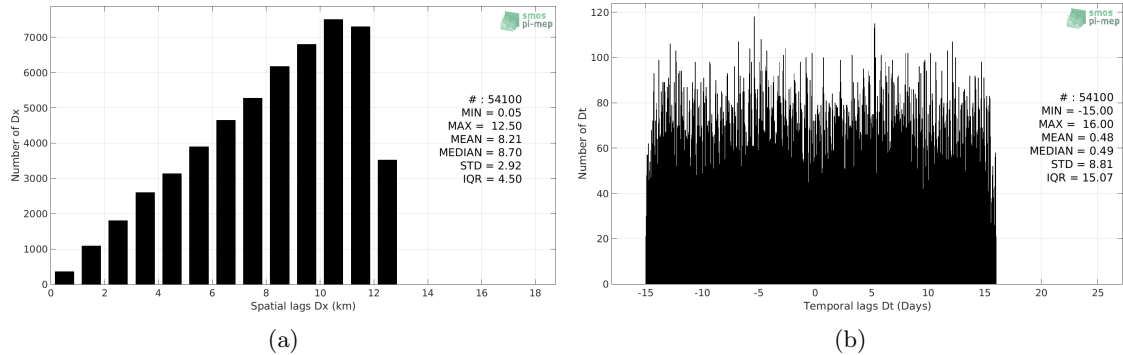 smos
pi-mep
7000
6000
5000
4000
3000
2000
1000
0
Number of Dx
# : 54100
MIN = 0.05
MAX = 12.50
MEAN = 8.21
MEDIAN = 8.70
STD = 2.92
IQR = 4.50
0 2 4 6 8 10 12 14 16 18
Spatial lags Dx (km)
(a)
smos
pi-mep
120
100
80
60
40
20
0
Number of Dt
# : 54100
MIN = -15.00
MAX = 16.00
MEAN = 0.48
MEDIAN = 0.49
STD = 8.81
IQR = 15.07
-15 -10 -5 0 5 10 15 20 25
Temporal lags Dt (Days)
(b)